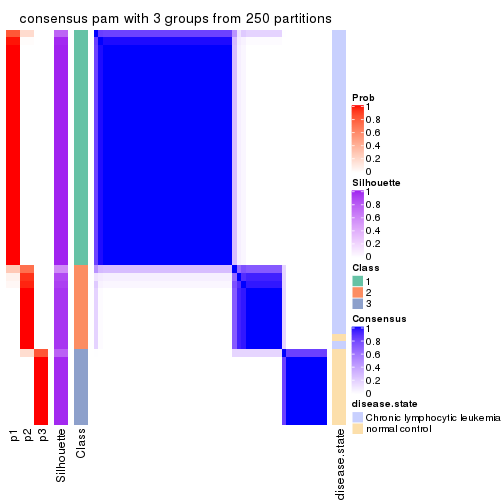 consensus pam with 3 groups from 250 partitions
Prob
1
0.8
0.6
0.4
0.2
0
Silhouette
1
0.8
0.6
0.4
0.2
0
Class
1
2
3
Consensus
1
0.8
0.6
0.4
0.2
0
disease.state
Chronic lymphocytic leukemia
normal control
p1
p2
p3
Silhouette
Class
disease.state